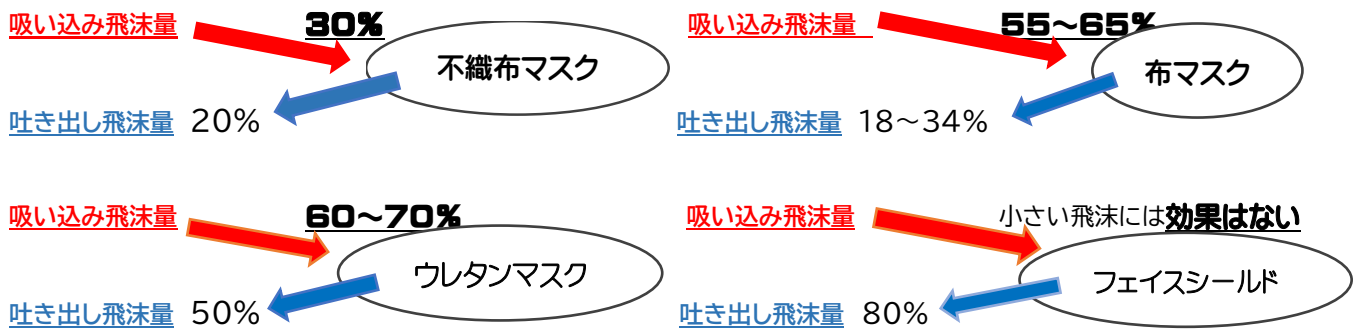 吸い込み飛沫量 30%
不織布マスク
吐き出し飛沫量 20%
吸い込み飛沫量 55～65%
布マスク
吐き出し飛沫量 18～34%
吸い込み飛沫量 60～70%
ウレタンマスク
吐き出し飛沫量 50%
吸い込み飛沫量 小さい飛沫には効果はない
フェイスシールド
吐き出し飛沫量 80%